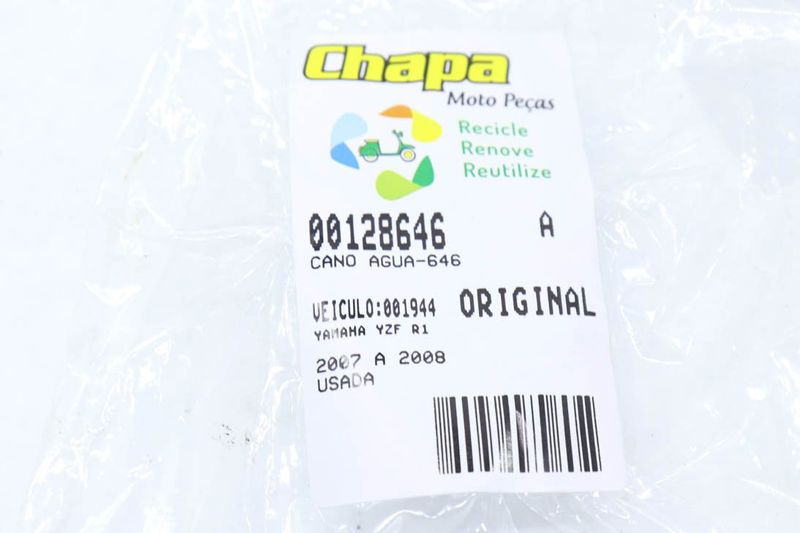 Chapa
Moto Peças
Recicle
Renove
Reutilize
00128646 A
CANO AGUA-646
VEICULO:001944 ORIGINAL
YAMAHA YZF R1
2007 A 2008
USADA